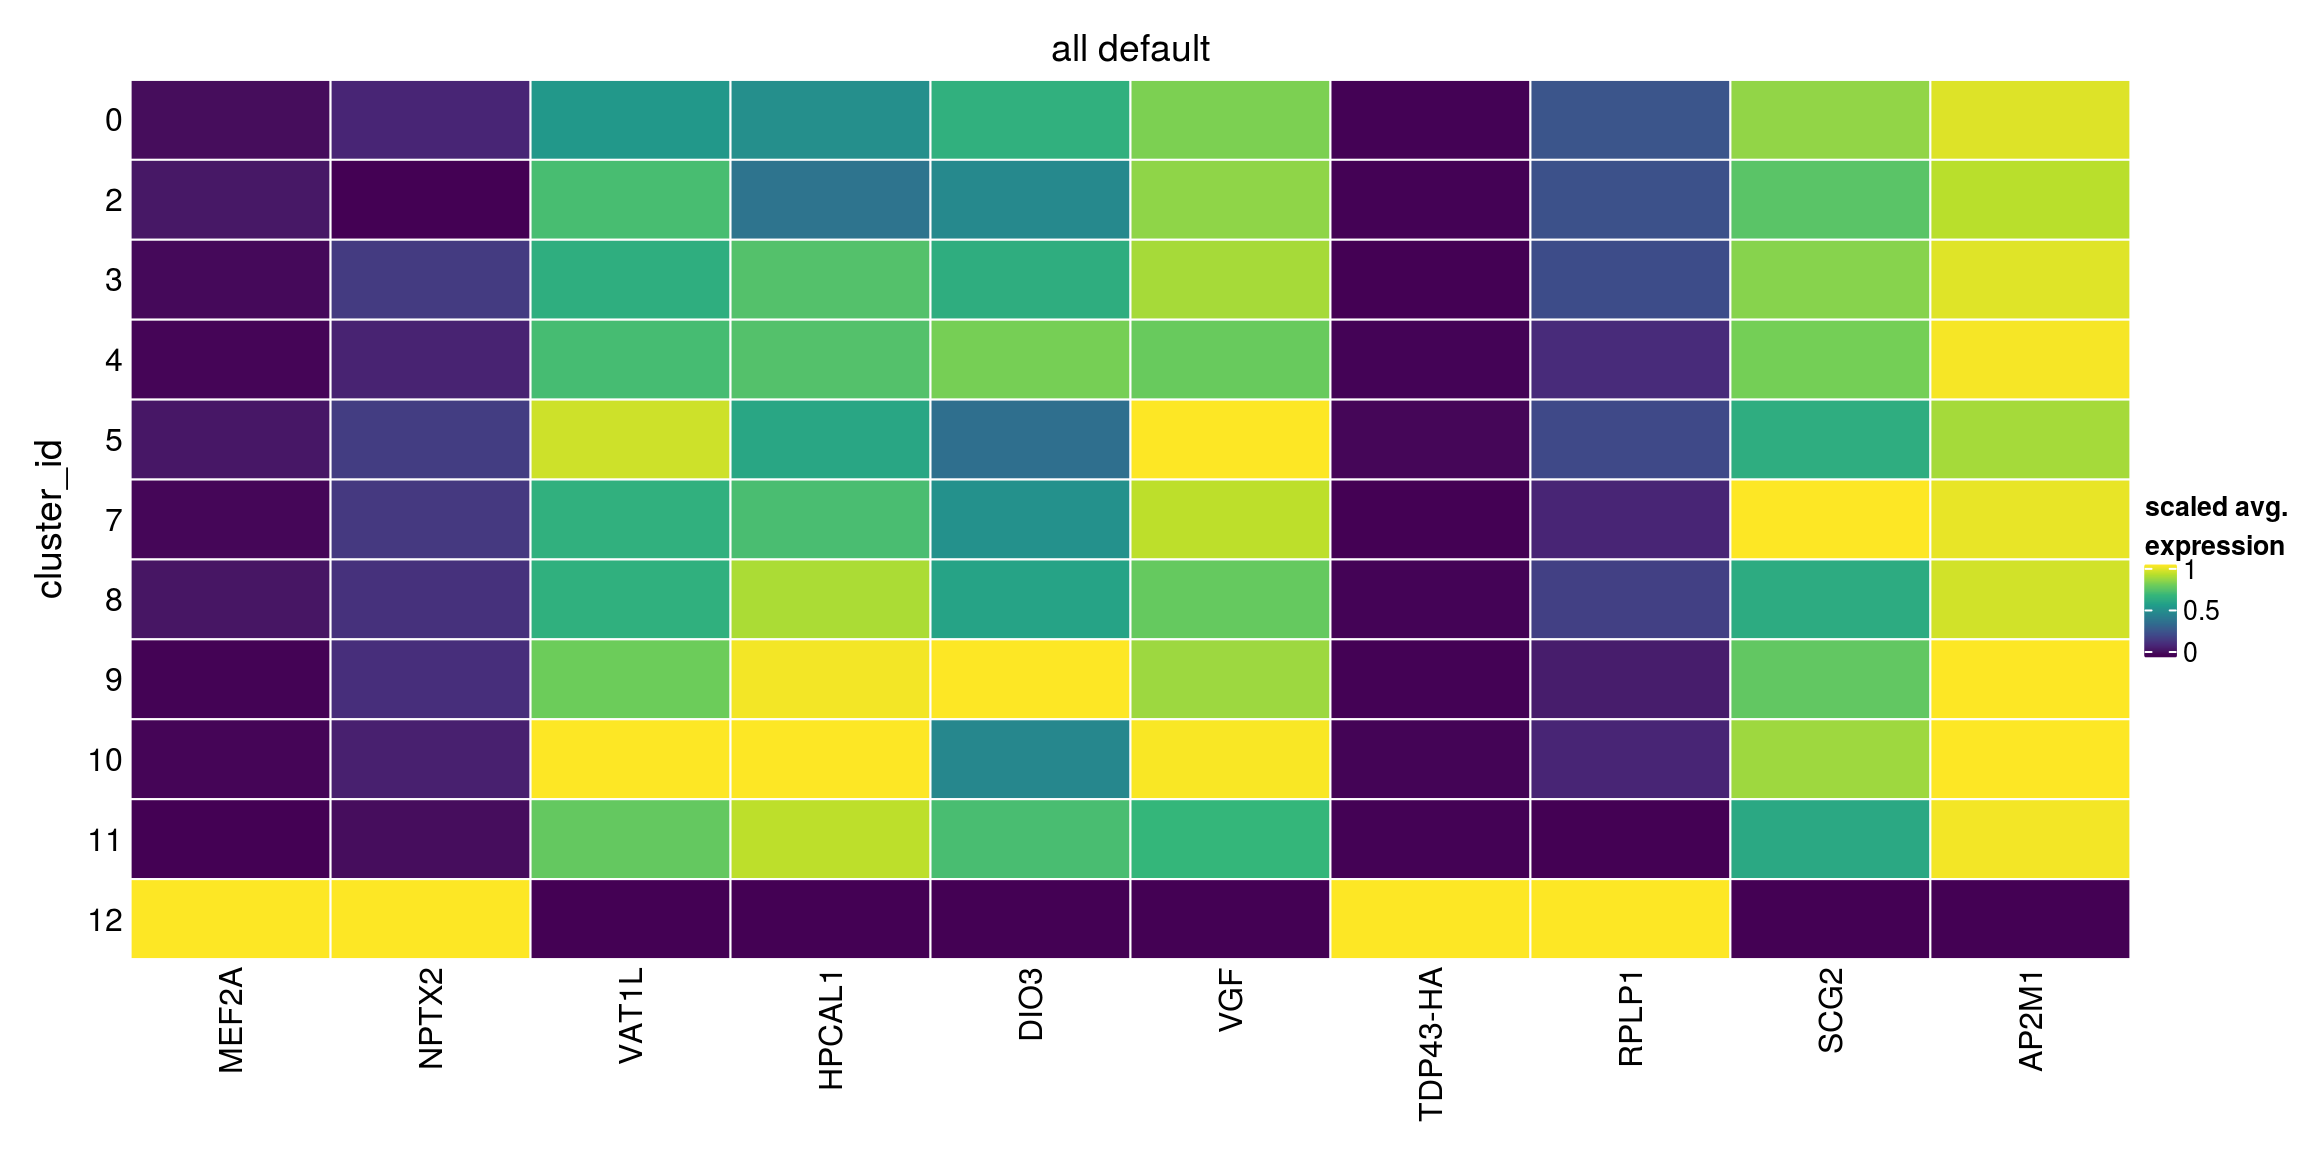 all default
cluster_id
0
2
3
4
5
7
8
9
10
11
12
MEF2A
NPTX2
VAT1L
HPCAL1
DIO3
VGF
TDP43-HA
RPLP1
SCG2
AP2M1
scaled avg.
expression
1
0.5
0